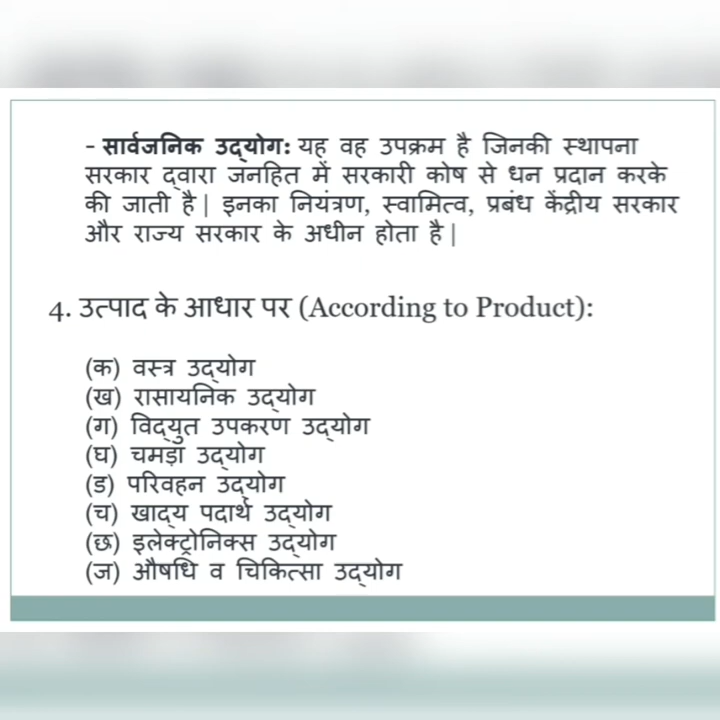 - सार्वजनिक उद्योग: यह वह उपक्रम है जिनकी स्थापना
सरकार द्वारा जनहित में सरकारी कोष से धन प्रदान करके
की जाती है | इनका नियंत्रण, स्वामित्व, प्रबंध केंद्रीय सरकार
और राज्य सरकार के अधीन होता है |
4. उत्पाद के आधार पर (According to Product):
(क) वस्त्र उद्योग
(ख) रासायनिक उद्योग
(ग) विद्युत उपकरण उद्योग
(घ) चमड़ा उद्योग
(ड) परिवहन उद्योग
(च) खाद्य पदार्थ उद्योग
(छ) इलेक्ट्रोनिक्स उद्योग
(ज) औषधि व चिकित्सा उद्योग